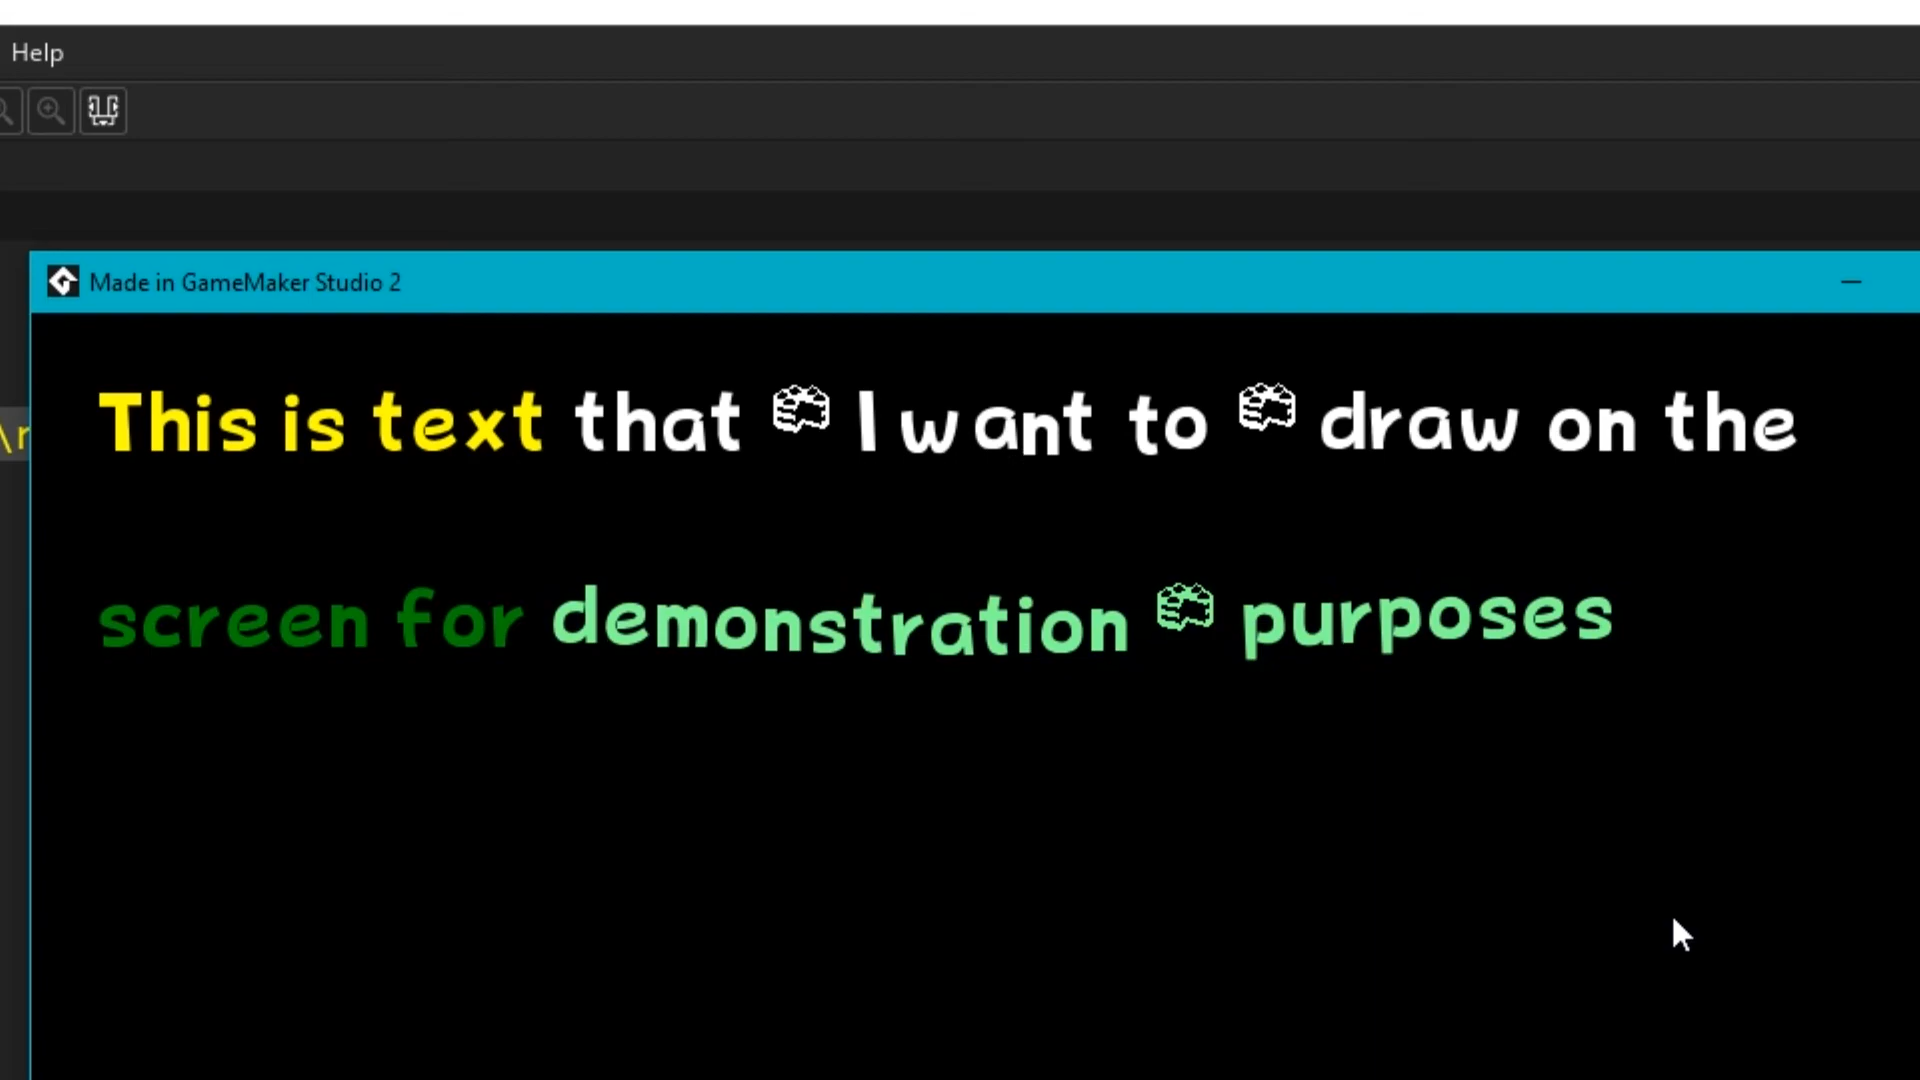 Help
Made in GameMaker Studio 2
\r
This is text that I want to draw on the
screen for demonstration purposes